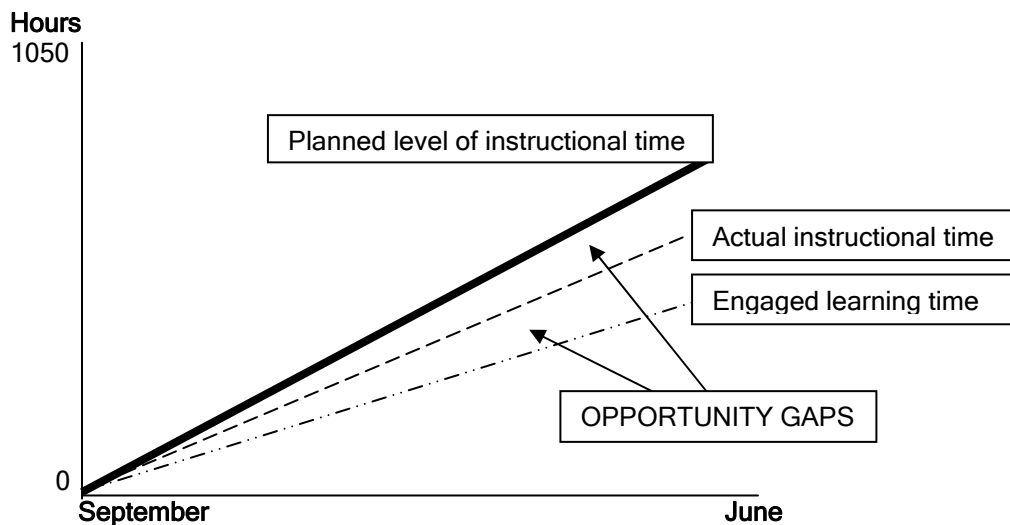 Hours
1050
Planned level of instructional time
Actual instructional time
Engaged learning time
OPPORTUNITY GAPS
0
September
June